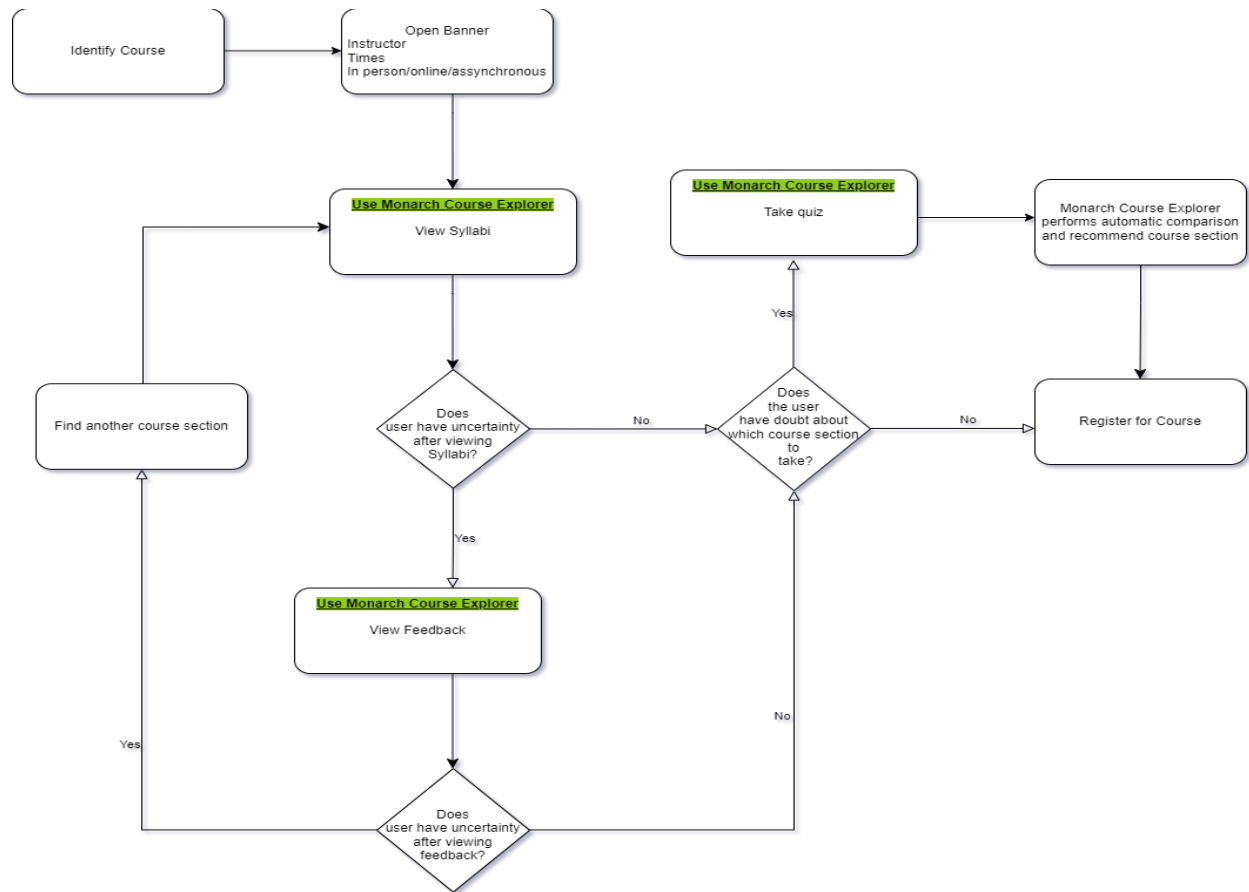 Identify Course
Open Banner
Instructor
Times
In person/online/assynchronous
Use Monarch Course Explorer
View Syllabi
Use Monarch Course Explorer
Take quiz
Monarch Course Explorer
performs automatic comparison
and recommend course section
Yes
Find another course section
Does
user have uncertainty
after viewing
Syllabi?
No
Does
the user
have doubt about
which course section
to
take?
No
Register for Course
Yes
Use Monarch Course Explorer
View Feedback
Yes
No
Does
user have uncertainty
after viewing
feedback?